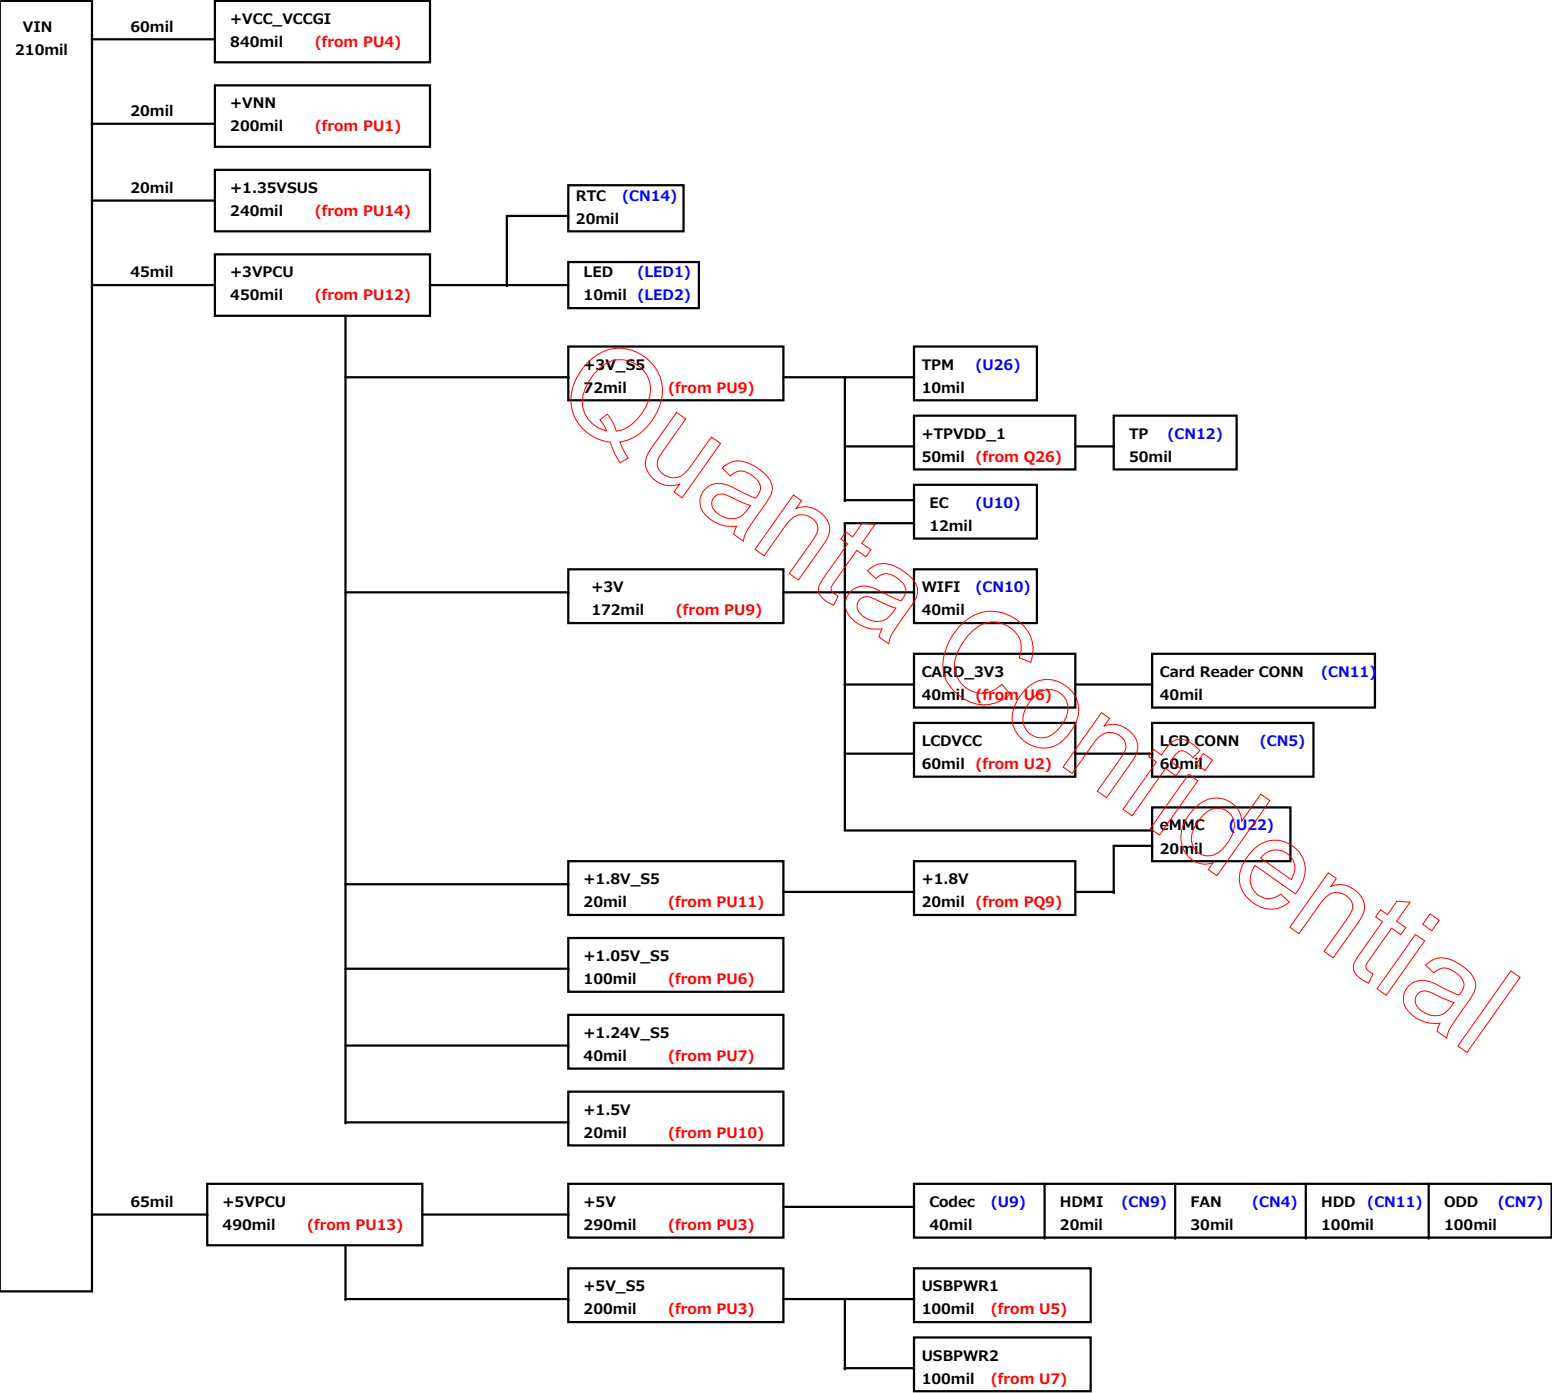 VIN
210mil
60mil
+VCC_VCCGI
840mil (from PU4)
20mil
+VNN
200mil (from PU1)
20mil
+1.35VSUS
240mil (from PU14)
45mil
+3VPCU
450mil (from PU12)
RTC (CN14)
20mil
LED (LED1)
10mil (LED2)
+3V_S5
72mil (from PU9)
TPM (U26)
10mil
+TPVDD_1
50mil (from Q26)
TP (CN12)
50mil
EC (U10)
12mil
+3V
172mil (from PU9)
WIFI (CN10)
40mil
CARD_3V3
40mil (from U6)
Card Reader CONN (CN11)
40mil
LCDVCC
60mil (from U2)
LCD CONN (CN5)
60mil
eMMC (U22)
20mil
+1.8V_S5
20mil (from PU11)
+1.8V
20mil (from PQ9)
+1.05V_S5
100mil (from PU6)
+1.24V_S5
40mil (from PU7)
+1.5V
20mil (from PU10)
65mil
+5VPCU
490mil (from PU13)
+5V
290mil (from PU3)
Codec (U9)
40mil
HDMI (CN9)
20mil
FAN (CN4)
30mil
HDD (CN11)
100mil
ODD (CN7)
100mil
+5V_S5
200mil (from PU3)
USBPWR1
100mil (from U5)
USBPWR2
100mil (from U7)
Quanta Confidential